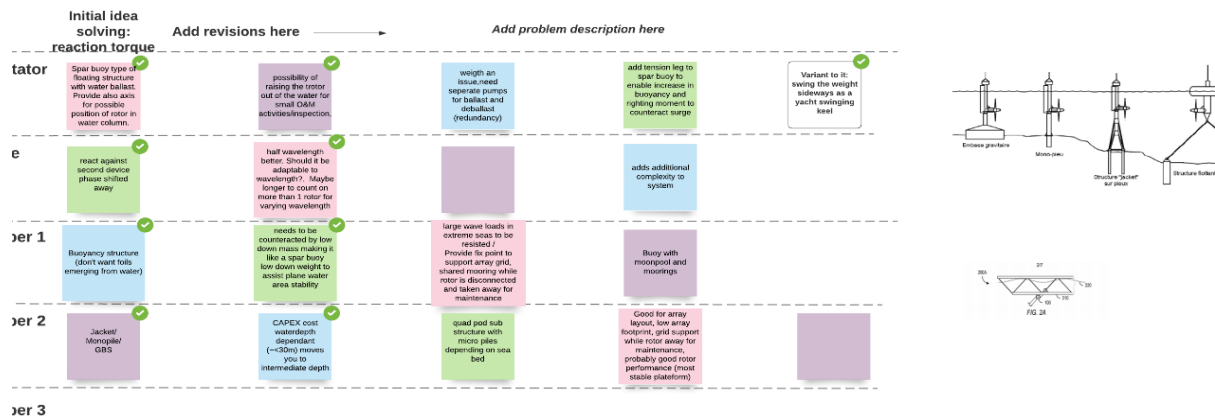 Initial idea
solving:
reaction torque
Add revisions here
Add problem description here
tator
Spar buoy type of
floating structure
with water ballast.
Provide also axis
for possible
position of rotor in
water column.
possibility of
raising the trotor
out of the water for
small O&M
activities/inspection,
weigth an
issue,need
seperate pumps
for ballast and
deballast
(redundancy)
add tension leg to
spar buoy to
enable increase in
buoyancy and
righting moment to
counteract surge
Variant to it:
swing the weight
sideways as a
yacht swinging
keel
e
react against
second device
phase shifted
away
half wavelength
better. Should it be
adaptable to
wavelength?. Maybe
longer to count on
more than 1 rotor for
varying wavelength
adds addiitional
complexity to
system
per 1
Buoyancy structure
(don't want foils
emerging from water)
needs to be
counteracted by low
down mass making it
like a spar buoy
low down weight to
assist plane water
area stability
large wave loads in
extreme seas to be
resisted /
Provide fix point to
support array grid,
shared mooring while
rotor is disconnected
and taken away for
maintenance
Buoy with
moonpool and
moorings
per 2
Jacket/
Monopile/
GBS
CAPEX cost
waterdepth
dependant
(~<30m) moves
you to
intermediate depth
quad pod sub
structure with
micro piles
depending on sea
bed
Good for array
layout, low array
footprint, grid support
while rotor away for
maintenance,
probably good rotor
performance (most
stable plateform)
per 3
Embase gravitaire
Mono-pieu
Structure "jacket"
sur pieux
Structure flottant
FIG. 2A